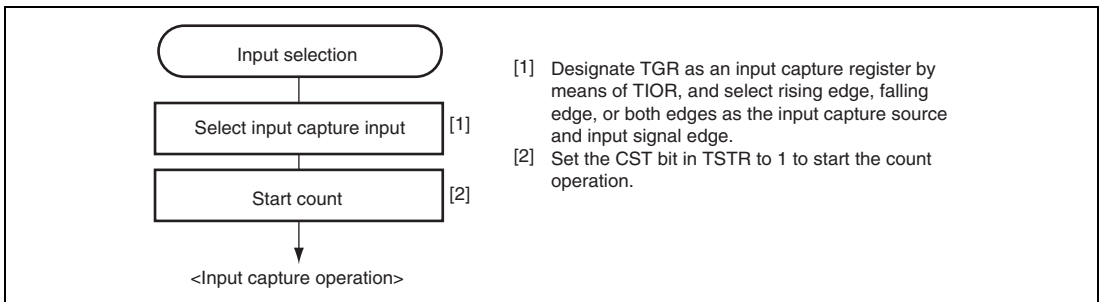 Input selection
Select input capture input
[1]
Start count
[2]
<Input capture operation>
[1] Designate TGR as an input capture register by
means of TIOR, and select rising edge, falling
edge, or both edges as the input capture source
and input signal edge.
[2] Set the CST bit in TSTR to 1 to start the count
operation.